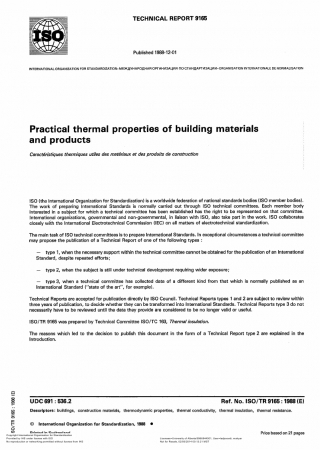 TECHNICAL REPORT 9165
ISO
Published 1988-12-01
INTERNATIONAL ORGANIZATION FOR STANDARDIZATION•МЕЖДУНАРОДНАЯ ОРГАНИЗАЦИЯ ПО СТАНДАРТИЗАЦИИ•ORGANISATION INTERNATIONALE DE NORMALISATION
Practical thermal properties of building materials
and products
Caractéristiques thermiques utiles des matériaux et des produits de construction
ISO (the International Organization for Standardization) is a worldwide federation of national standards bodies (ISO member bodies).
The work of preparing International Standards is normally carried out through ISO technical committees. Each member body
interested in a subject for which a technical committee has been established has the right to be represented on that committee.
International organizations, governmental and non-governmental, in liaison with ISO, also take part in the work. ISO collaborates
closely with the International Electrotechnical Commission (IEC) on all matters of electrotechnical standardization.
The main task of ISO technical committees is to prepare International Standards. In exceptional circumstances a technical committee
may propose the publication of a Technical Report of one of the following types :
— type 1, when the necessary support within the technical committee cannot be obtained for the publication of an International
Standard, despite repeated efforts;
— type 2, when the subject is still under technical development requiring wider exposure;
— type 3, when a technical committee has collected data of a different kind from that which is normally published as an
International Standard ("state of the art", for example).
Technical Reports are accepted for publication directly by ISO Council. Technical Reports types 1 and 2 are subject to review within
three years of publication, to decide whether they can be transformed into International Standards. Technical Reports type 3 do not
necessarily have to be reviewed until the data they provide are considered to be no longer valid or useful.
ISO/TR 9165 was prepared by Technical Committee ISO/TC 163, Thermal insulation.
The reasons which led to the decision to publish this document in the form of a Technical Report type 2 are explained in the
Introduction.
UDC 691 : 536.2
Ref. No. ISO/TR 9165 : 1988 (E)
Descriptors: buildings, construction materials, thermodynamic properties, thermal conductivity, thermal insulation, thermal resistance.
© International Organization for Standardization, 1988 •
Printed in Switzerland
Price based on 21 pages
ISO/TR 9165 : 1988 (E)